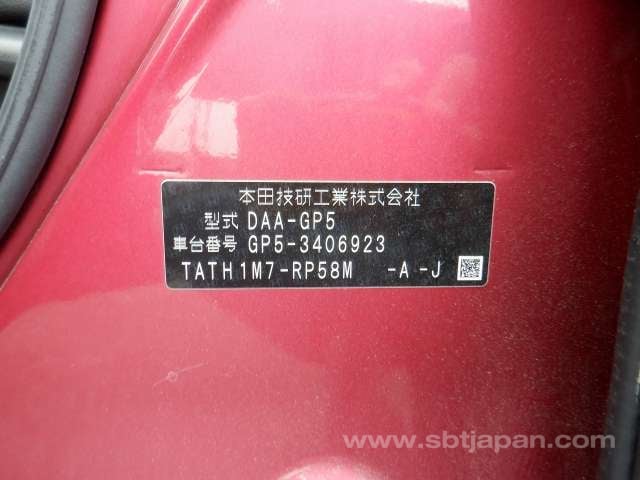 本田技研工業株式会社
型式 DAA-GP5
車台番号 GP5-3406923
TATH1M7-RP58M -A -J
www.sbtjapan.com